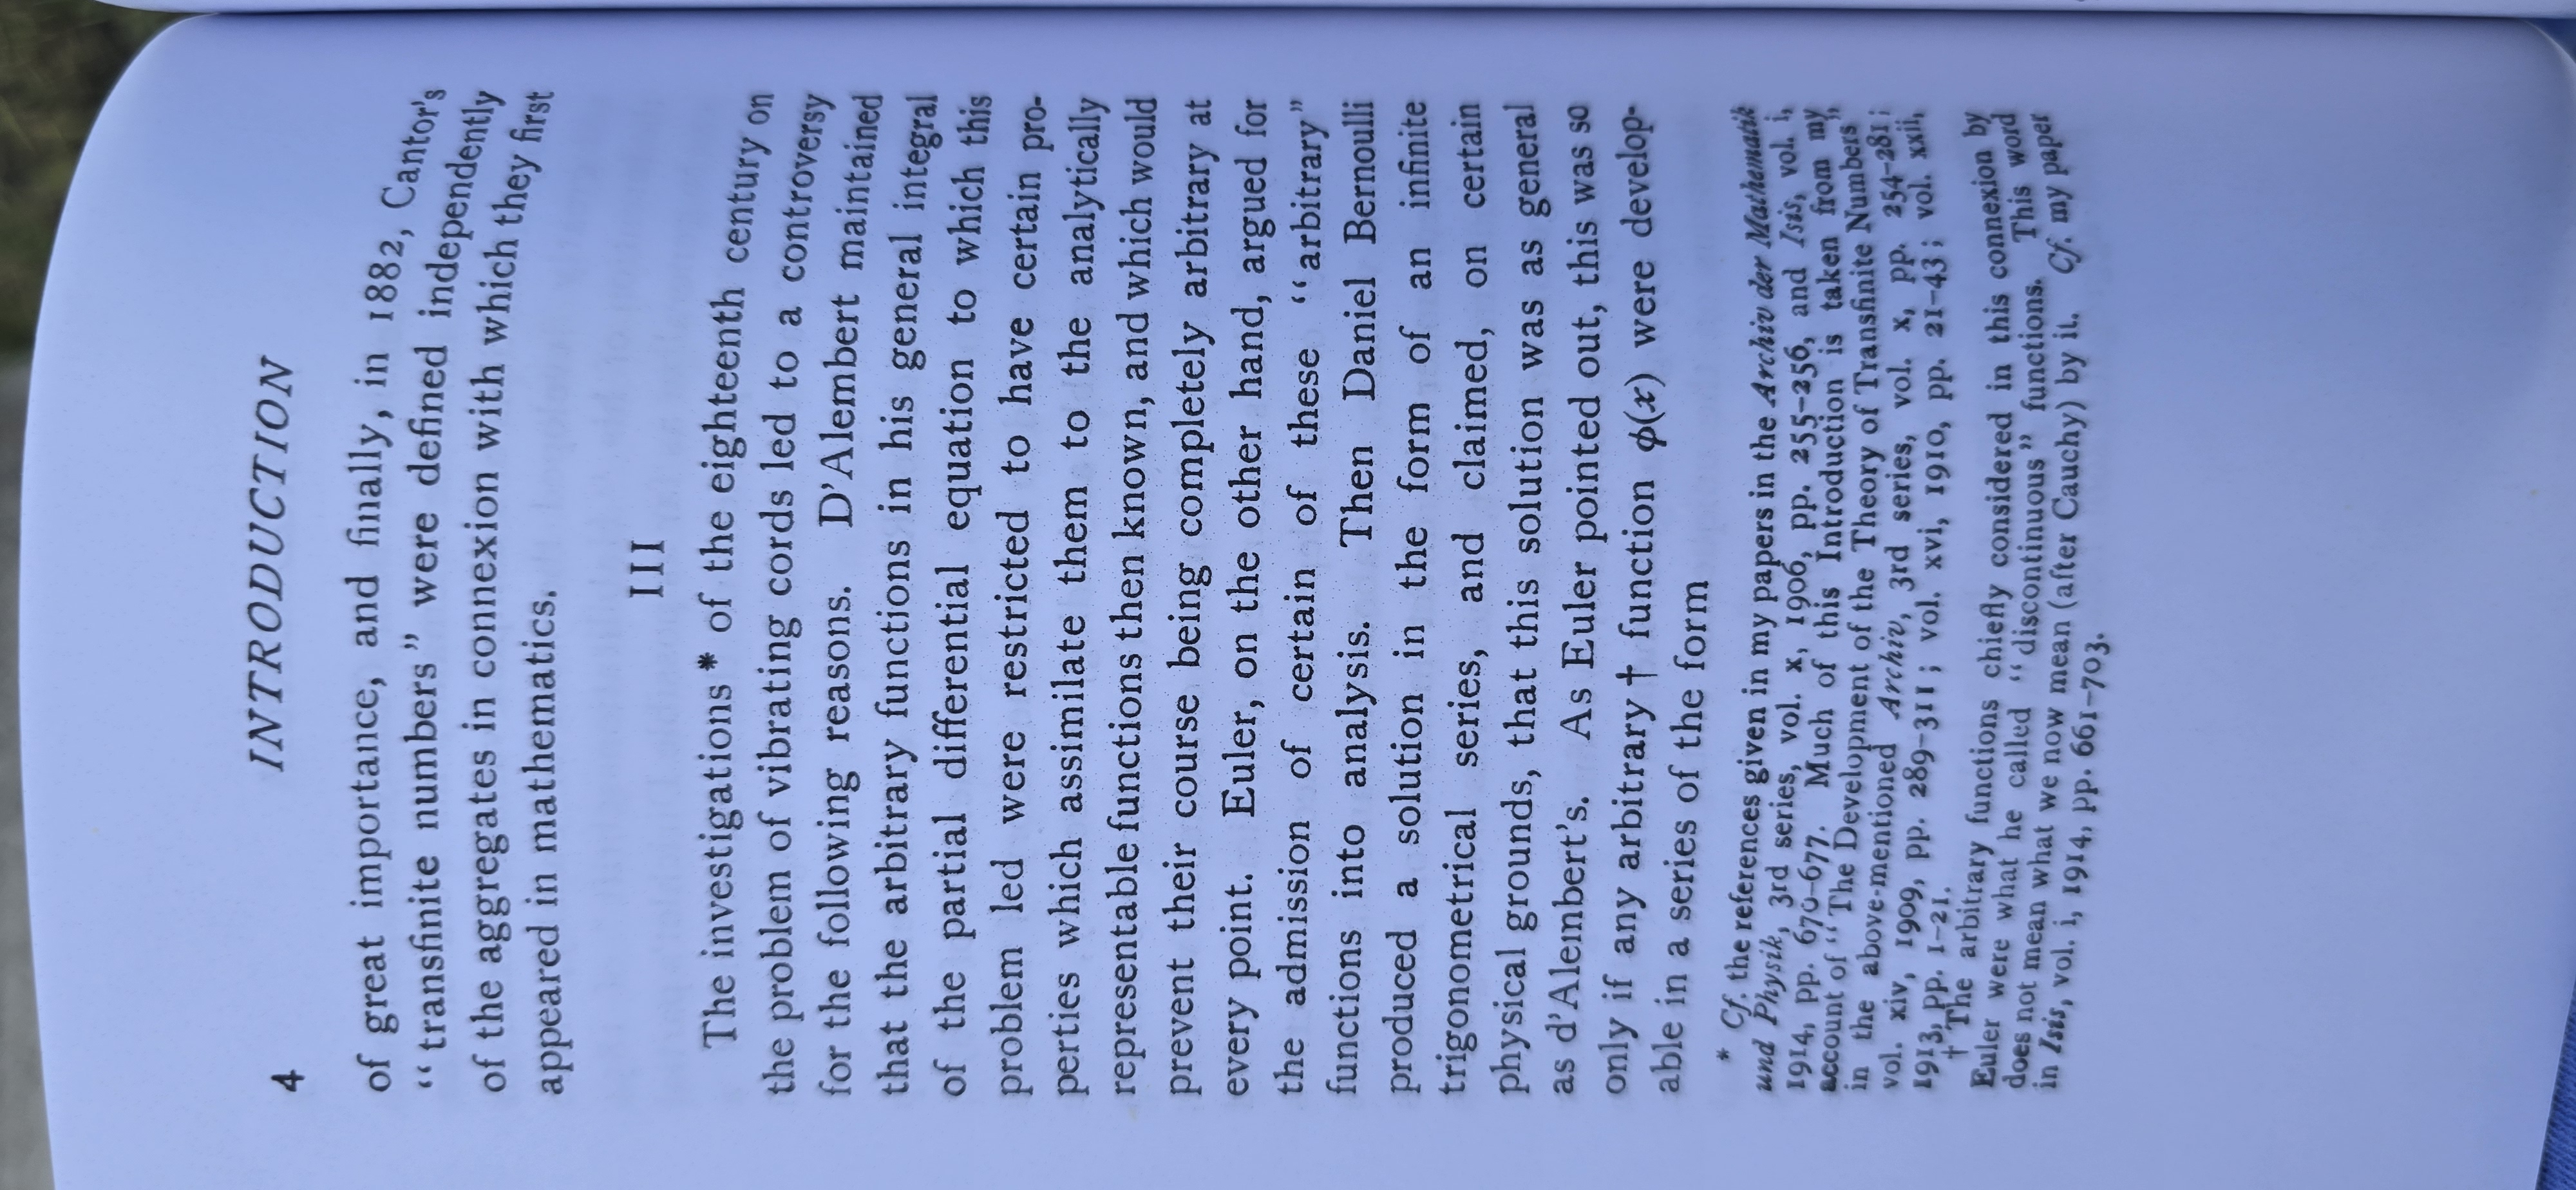 4
INTRODUCTION
of great importance, and finally, in 1882, Cantor's
“transfinite numbers” were defined independently
of the aggregates in connexion with which they first
appeared in mathematics.
III
The investigations * of the eighteenth century on
the problem of vibrating cords led to a controversy
for the following reasons. D'Alembert maintained
that the arbitrary functions in his general integral
of the partial differential equation to which this
problem led were restricted to have certain pro-
perties which assimilate them to the analytically
representable functions then known, and which would
prevent their course being completely arbitrary at
every point. Euler, on the other hand, argued for
the admission of certain of these “arbitrary”
functions into analysis. Then Daniel Bernoulli
produced a solution in the form of an infinite
trigonometrical series, and claimed, on certain
physical grounds, that this solution was as general
as d'Alembert's. As Euler pointed out, this was so
only if any arbitrary † function ϕ(x) were develop-
able in a series of the form
* Cf. the references given in my papers in the Archiv der Mathematik
und Physik, 3rd series, vol. x, 1906, pp. 255–256, and Isis, vol. i,
1914, pp. 670–677. Much of this Introduction is taken from my
account of “The Development of the Theory of Transfinite Numbers”
in the above-mentioned Archiv, 3rd series, vol. x, pp. 254–281;
vol. xiv, 1909, pp. 289–311; vol. xvi, 1910, pp. 21–43; vol. xxii,
1913, pp. 1–21.
† The arbitrary functions chiefly considered in this connexion by
Euler were what he called “discontinuous” functions. This word
does not mean what we now mean (after Cauchy) by it. Cf. my paper
in Isis, vol. i, 1914, pp. 661–703.